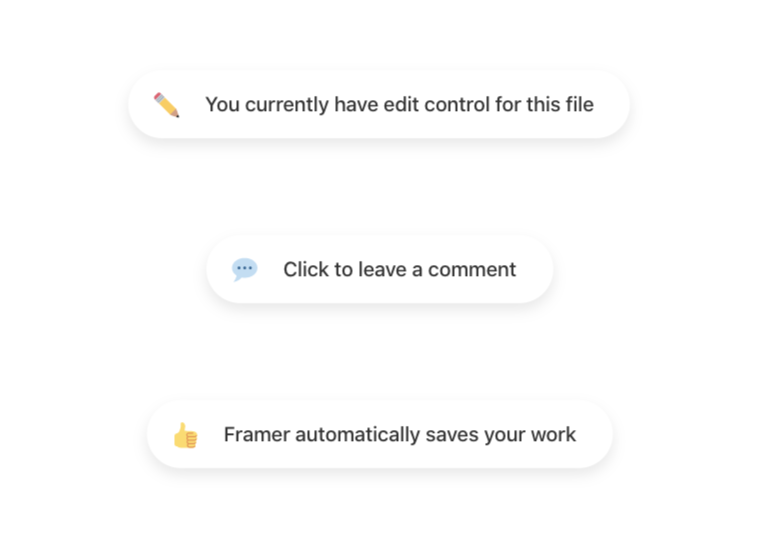 You currently have edit control for this file
Click to leave a comment
Framer automatically saves your work